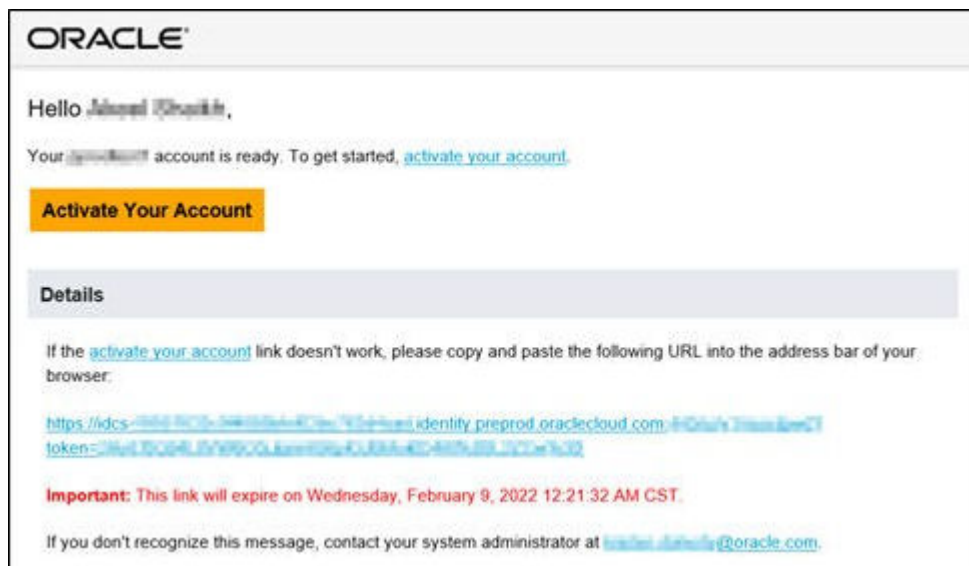 ORACLE
Hello ,
Your account is ready. To get started, activate your account.
Activate Your Account
Details
If the activate your account link doesn't work, please copy and paste the following URL into the address bar of your
browser:
https://idcs- .identity.preprod.oraclecloud.com
token=
Important: This link will expire on Wednesday, February 9, 2022 12:21:32 AM CST.
If you don't recognize this message, contact your system administrator at @oracle.com.